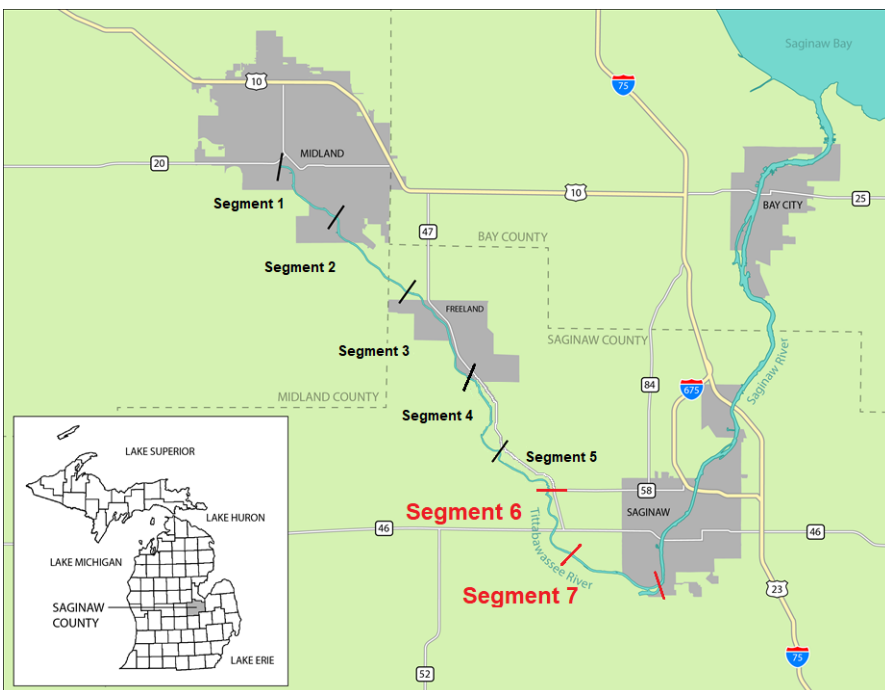 Saginaw Bay
75
10
MIDLAND
20
10
BAY CITY
25
Segment 1
47
BAY COUNTY
Segment 2
FREELAND
SAGINAW COUNTY
Segment 3
Saginaw River
MIDLAND COUNTY
84
675
Segment 4
Segment 5
58
Segment 6
SAGINAW
46
46
Tittabawassee River
Segment 7
23
75
52
LAKE SUPERIOR
LAKE HURON
LAKE MICHIGAN
SAGINAW
COUNTY
LAKE ERIE